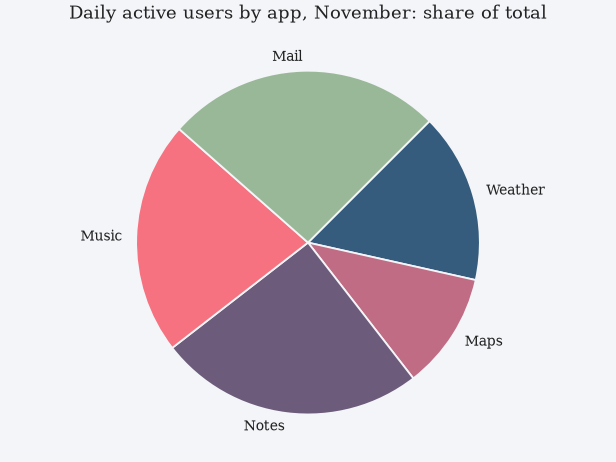 Daily active users by app, November: share of total
Mail
Weather
Music
Maps
Notes